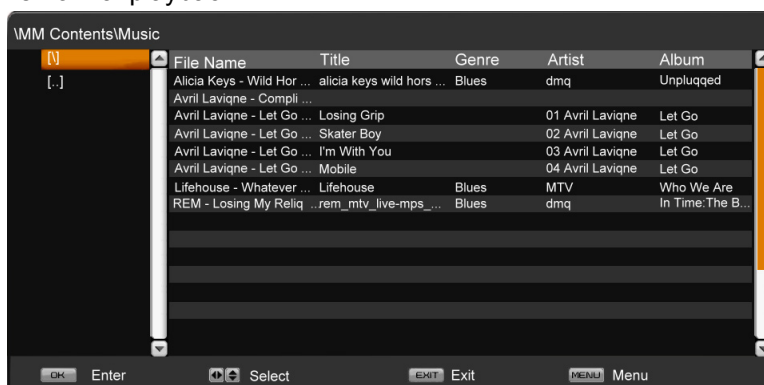 \MM Contents\Music
[\] File Name Title Genre Artist Album
[..] Alicia Keys - Wild Hor ... alicia keys wild hors ... Blues dmq Unpluqqed
Avril Laviqne - Compli ...
Avril Laviqne - Let Go ... Losing Grip 01 Avril Laviqne Let Go
Avril Laviqne - Let Go ... Skater Boy 02 Avril Laviqne Let Go
Avril Laviqne - Let Go ... I'm With You 03 Avril Laviqne Let Go
Avril Laviqne - Let Go ... Mobile 04 Avril Laviqne Let Go
Lifehouse - Whatever ... Lifehouse Blues MTV Who We Are
REM - Losing My Reliq ...rem_mtv_live-mps_... Blues dmq In Time:The B...
OK Enter Select EXIT Exit MENU Menu